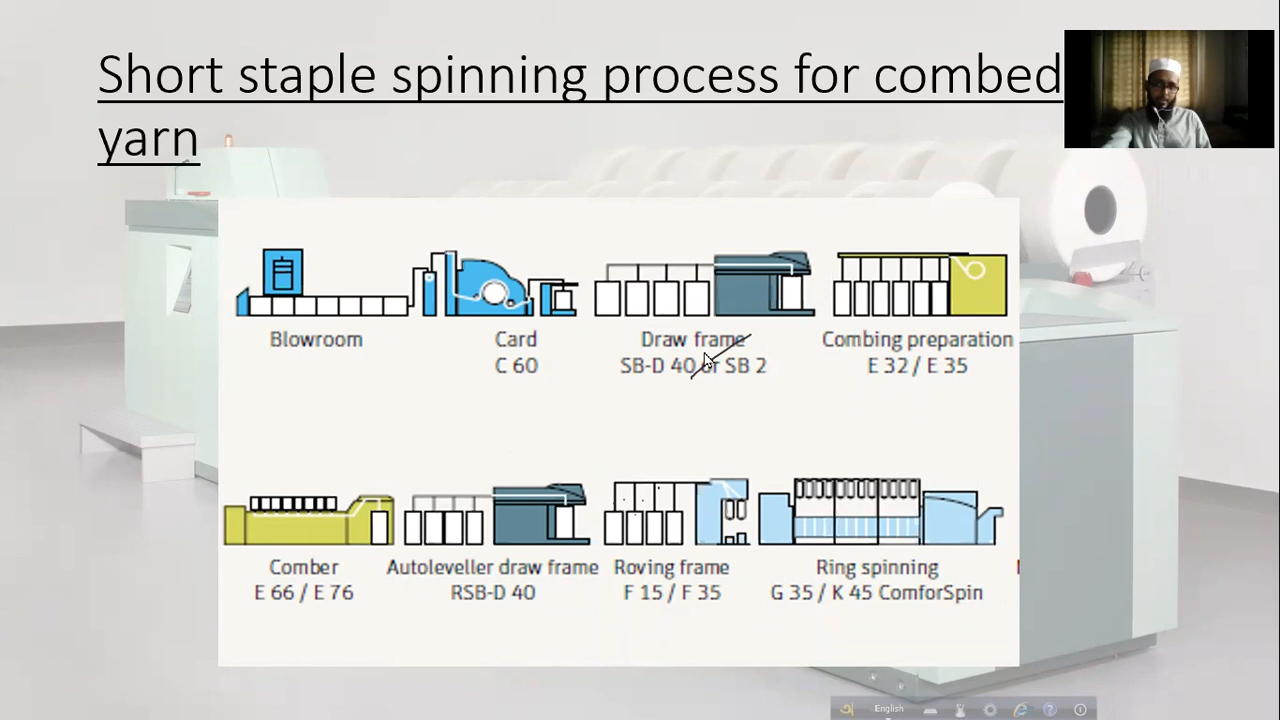 Short staple spinning process for combed
yarn
Blowroom
Card
C 60
Draw frame
SB-D 40 or SB 2
Combing preparation
E 32 / E 35
Comber
E 66 / E 76
Autoleveller draw frame
RSB-D 40
Roving frame
F 15 / F 35
Ring spinning
G 35 / K 45 ComforSpin
English